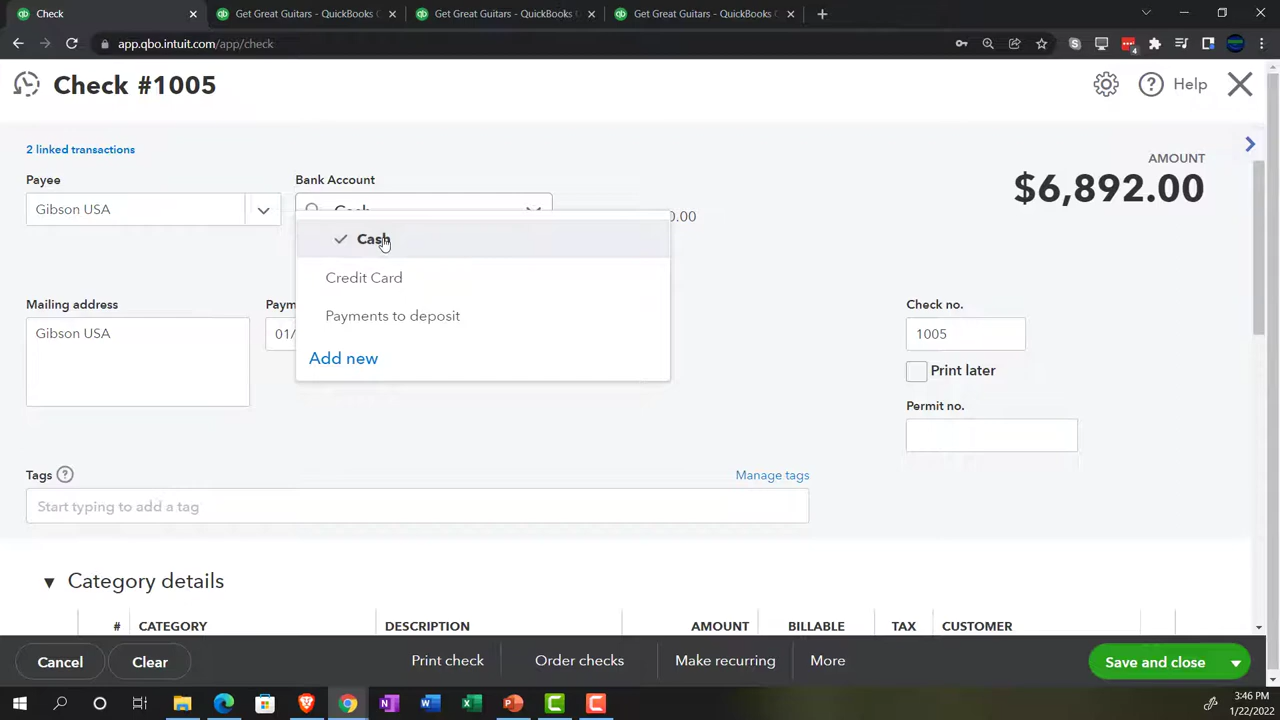 Check
Get Great Guitars - QuickBooks
Get Great Guitars - QuickBooks
Get Great Guitars - QuickBooks
app.qbo.intuit.com/app/check
4
Check #1005
Help
2 linked transactions
AMOUNT
$6,892.00
Payee
Bank Account
Gibson USA
Cash
0.00
Cash
Credit Card
Payments to deposit
Add new
Mailing address
Gibson USA
Paym
01/
Check no.
1005
Print later
Permit no.
Tags
Manage tags
Start typing to add a tag
Category details
# CATEGORY DESCRIPTION AMOUNT BILLABLE TAX CUSTOMER
Cancel Clear Print check Order checks Make recurring More Save and close
3:46 PM
1/22/2022